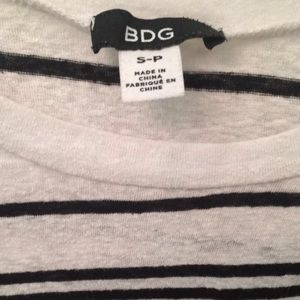 BDG
S-P
MADE IN
CHINA
FABRIQUÉ EN
CHINE